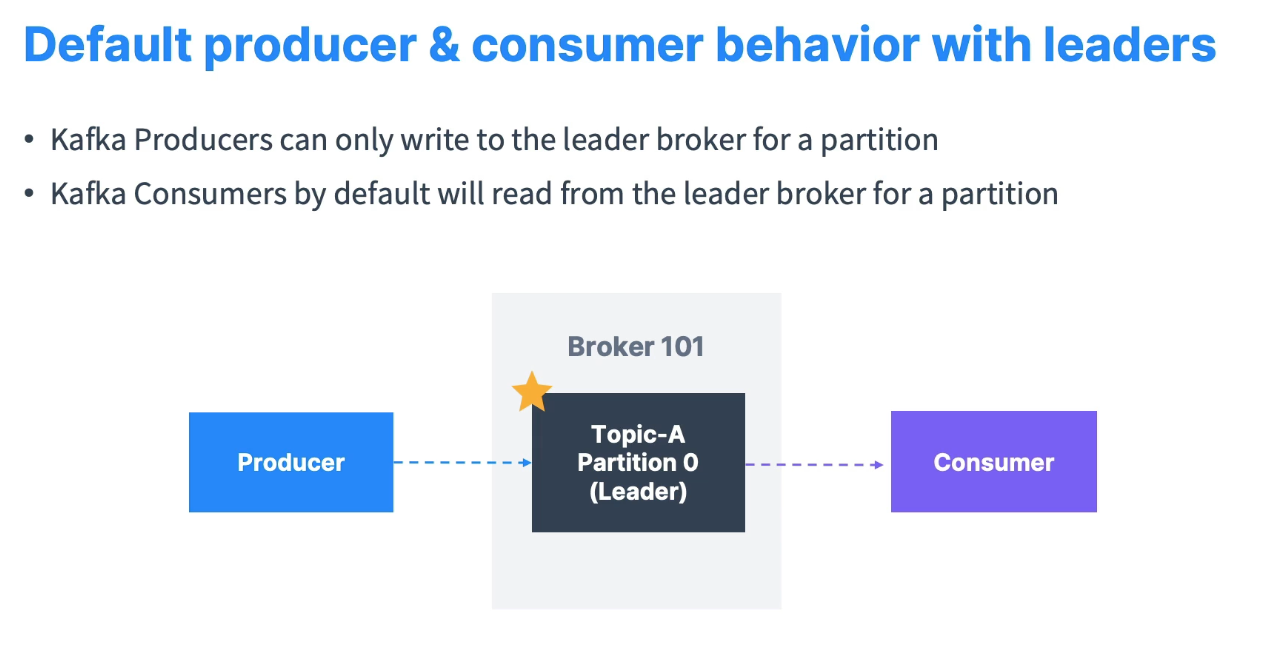 Default producer & consumer behavior with leaders
• Kafka Producers can only write to the leader broker for a partition
• Kafka Consumers by default will read from the leader broker for a partition
Broker 101
Producer
Topic-A
Partition 0
(Leader)
Consumer